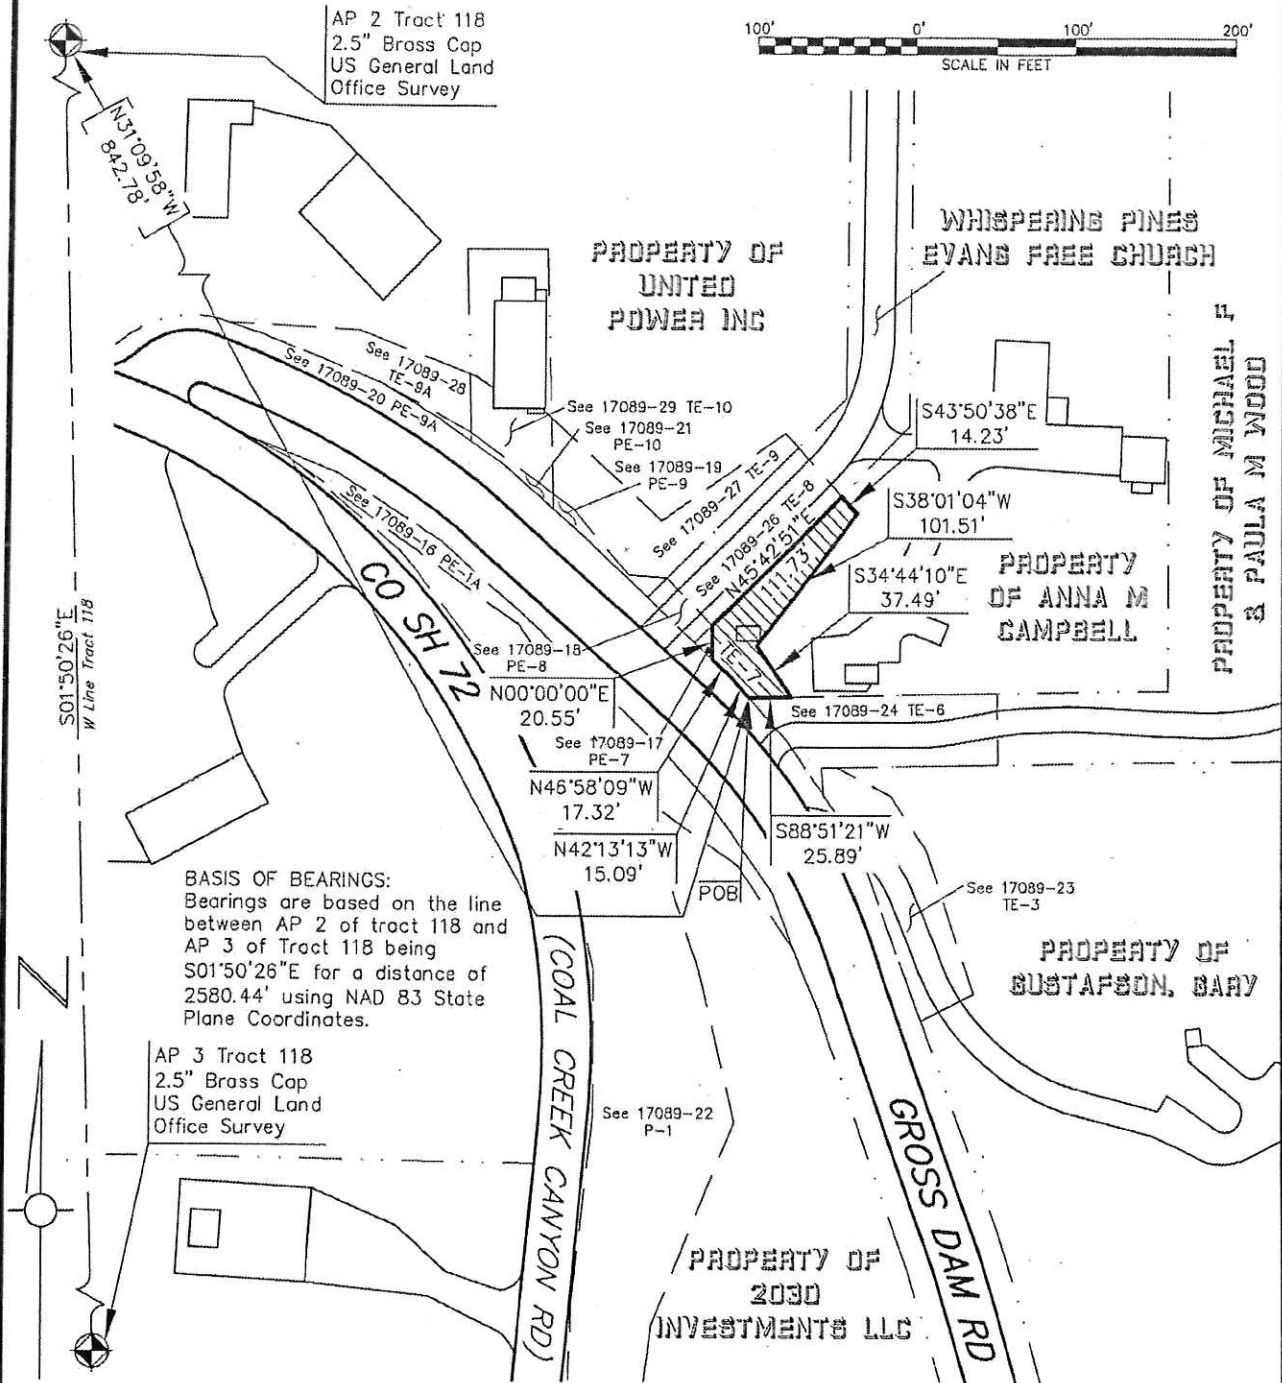 AP 2 Tract 118
2.5" Brass Cap
US General Land
Office Survey
100'
0'
100'
200'
SCALE IN FEET
N31°09'58"W
842.78'
PROPERTY OF
UNITED
POWER INC
WHISPERING PINES
EVANS FREE CHURCH
PROPERTY OF MICHAEL F
& PAULA M WOOD
See 17089-28
TE-9A
See 17089-20 PE-9A
See 17089-29 TE-10
See 17089-21
PE-10
See 17089-19
PE-9
See 17089-27 TE-9
See 17089-26 TE-8
N45°42'51"E
111.73'
S43°50'38"E
14.23'
S38°01'04"W
101.51'
S34°44'10"E
37.49'
PROPERTY
OF ANNA M
CAMPBELL
See 17089-16 PE-1A
CO SH 72
S01°50'26"E
W Line Tract 118
See 17089-18
PE-8
TE-7
N00°00'00"E
20.55'
See 17089-17
PE-7
See 17089-24 TE-6
N46°58'09"W
17.32'
N42°13'13"W
15.09'
S88°51'21"W
25.89'
POB
BASIS OF BEARINGS:
Bearings are based on the line
between AP 2 of tract 118 and
AP 3 of Tract 118 being
S01°50'26"E for a distance of
2580.44' using NAD 83 State
Plane Coordinates.
See 17089-23
TE-3
PROPERTY OF
GUSTAFSON, GARY
N
AP 3 Tract 118
2.5" Brass Cap
US General Land
Office Survey
(COAL CREEK CANYON RD)
See 17089-22
P-1
GROSS DAM RD
PROPERTY OF
2030
INVESTMENTS LLC